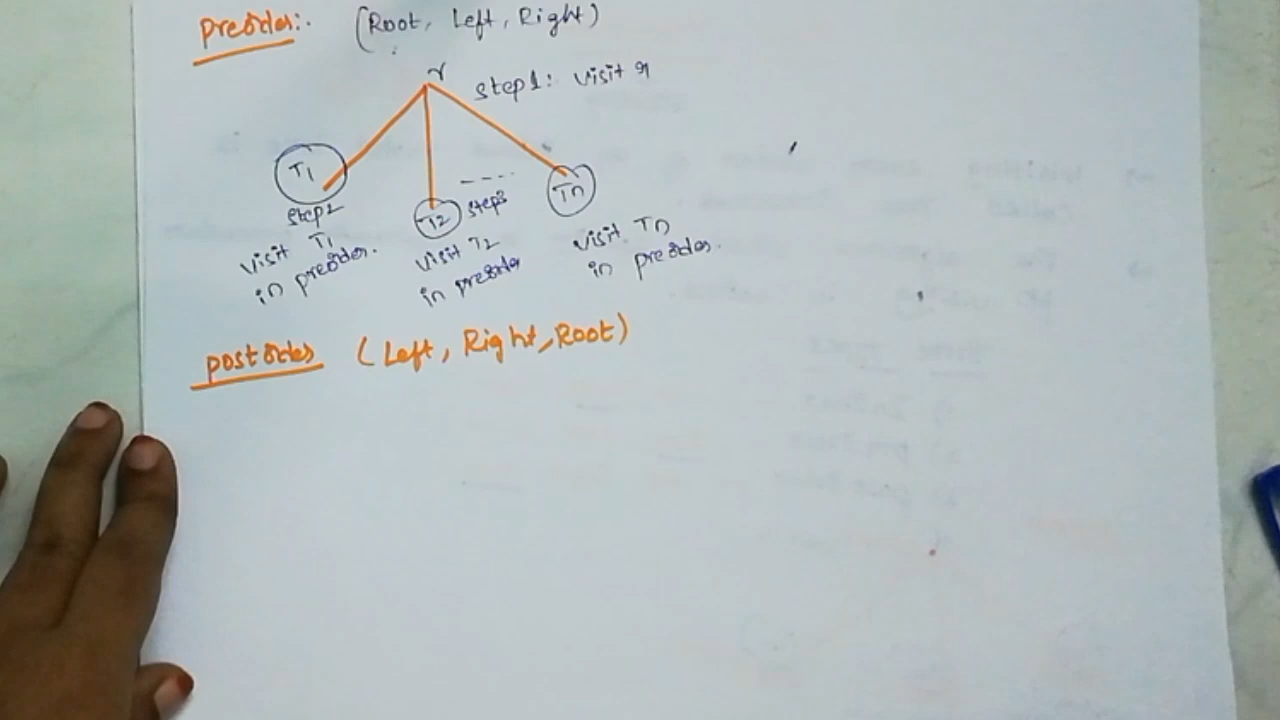 Preorder:. (Root, Left, Right)
r
Step1: visit r
T1
T2
----
Tn
Step2
Step3
visit T1
in preorder.
visit T2
in preorder
visit Tn
in preorder.
postorder (Left, Right, Root)